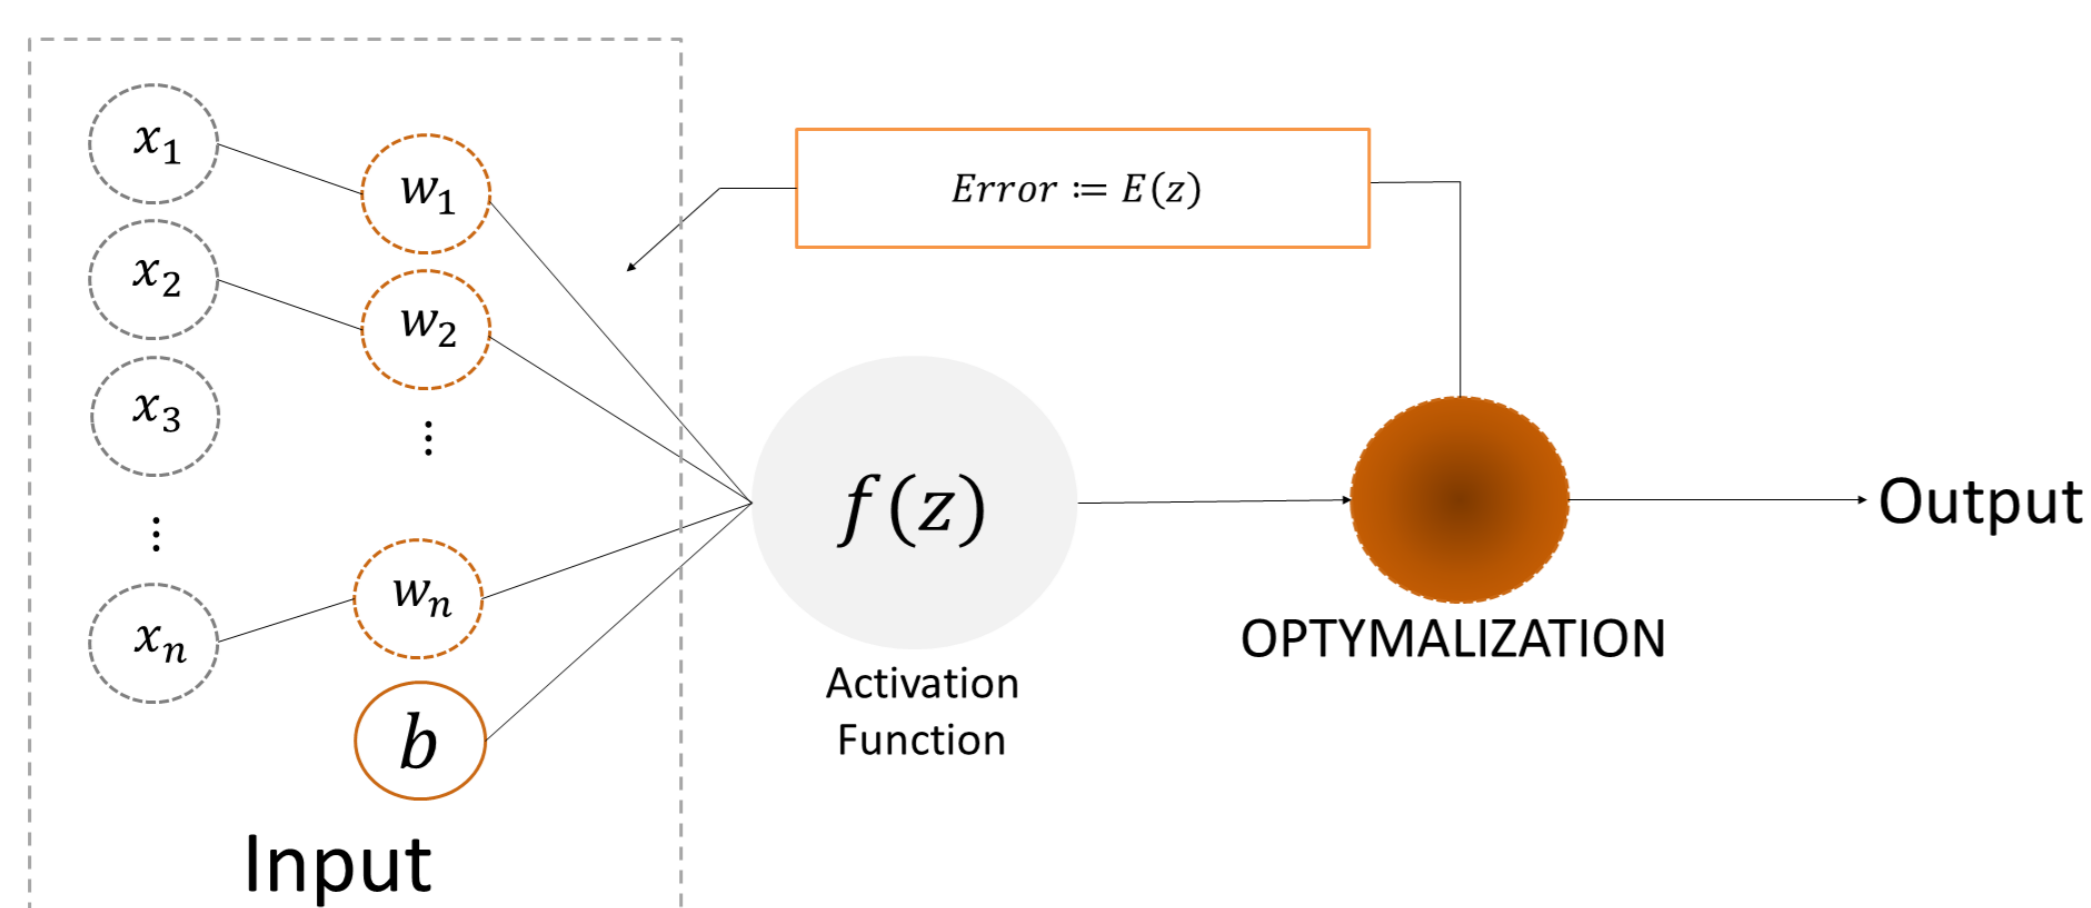 x₁
x₂
x₃
⋮
xₙ
w₁
w₂
⋮
wₙ
b
Input
Error ≔ E(z)
f(z)
Activation
Function
OPTYMALIZATION
Output